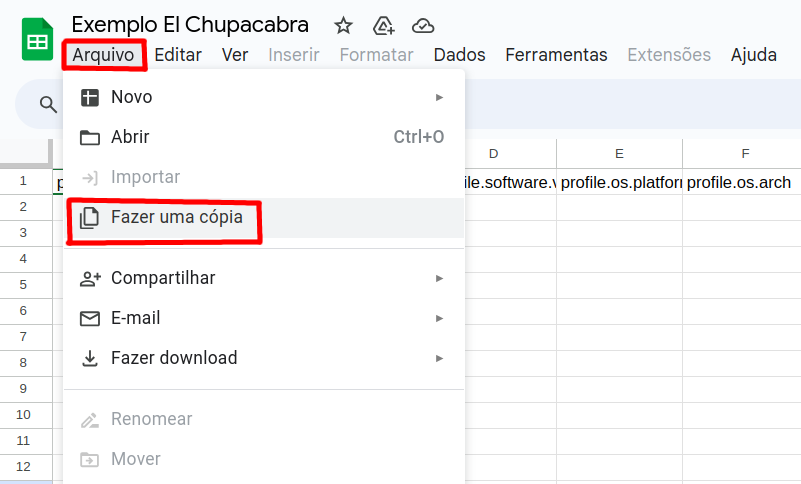 Exemplo El Chupacabra
Arquivo Editar Ver Inserir Formatar Dados Ferramentas Extensões Ajuda
Novo
Abrir Ctrl+O
Importar
Fazer uma cópia
Compartilhar
E-mail
Fazer download
Renomear
Mover
D E F
1 p ile.software.v profile.os.platforr profile.os.arch
2
3
4
5
6
7
8
9
10
11
12